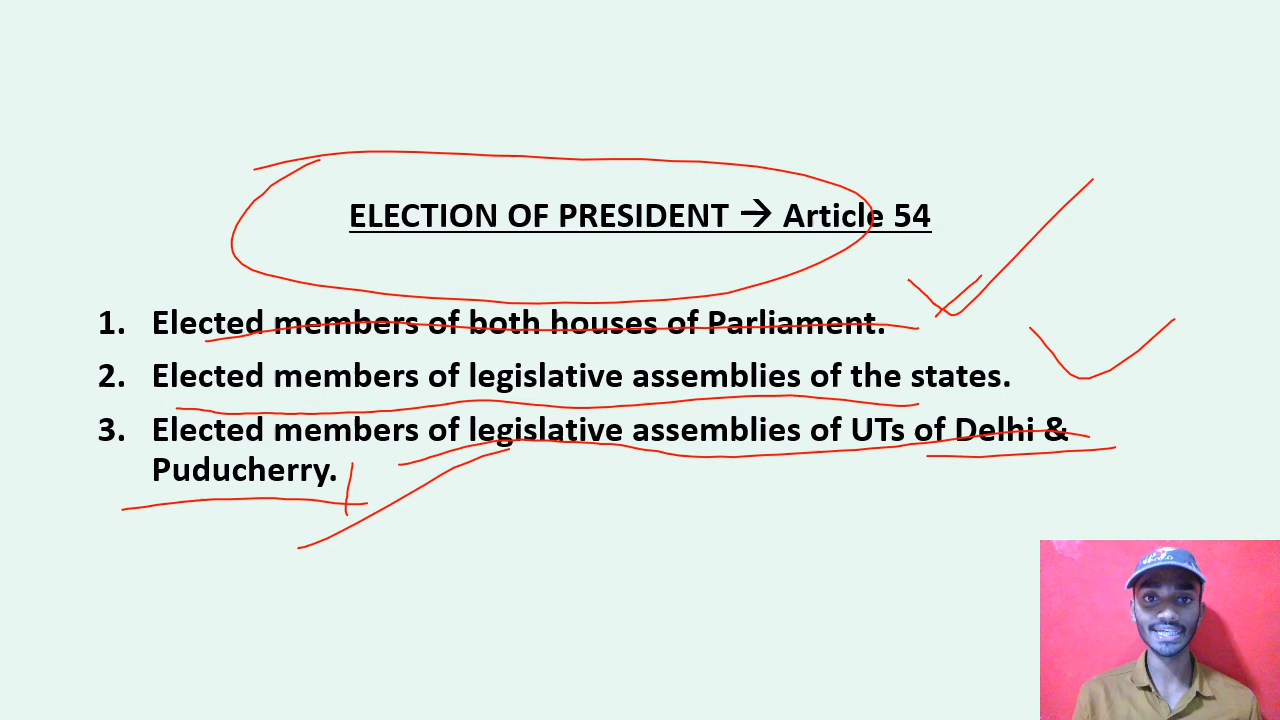 ELECTION OF PRESIDENT → Article 54
1. Elected members of both houses of Parliament.
2. Elected members of legislative assemblies of the states.
3. Elected members of legislative assemblies of UTs of Delhi &
Puducherry.